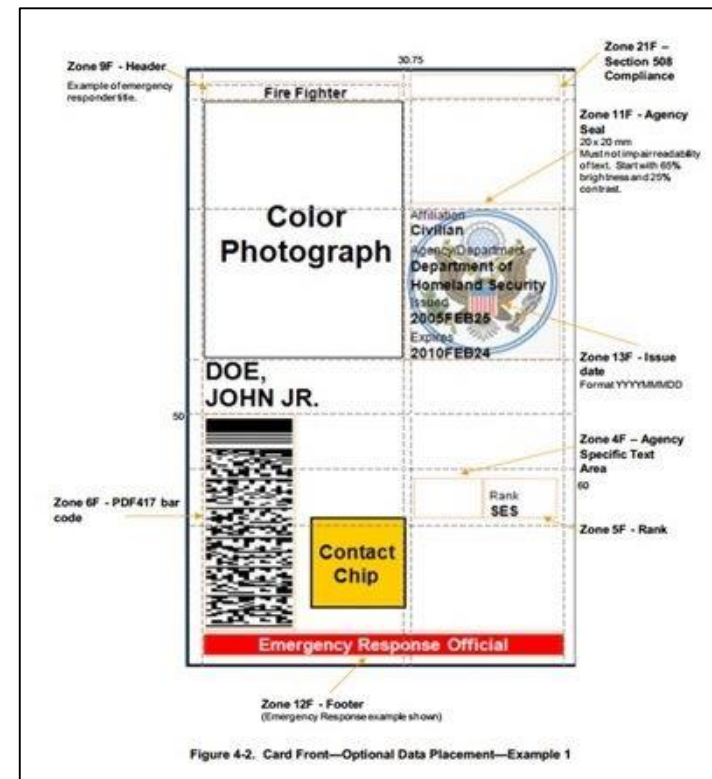 30.75
Zone 21F –
Section 508
Compliance
Zone 9F - Header
Example of emergency
responder title.
Fire Fighter
Zone 11F - Agency
Seal
20 x 20 mm
Must not impair readability
of text. Start with 65%
brightness and 25%
contrast.
Color
Photograph
Affiliation
Civilian
Agency/Department
Department of
Homeland Security
Issued
2005FEB25
Expires
2010FEB24
Zone 13F - Issue
date
Format YYYYMMMDD
DOE,
JOHN JR.
50
Zone 4F – Agency
Specific Text
Area
60
Rank
SES
Zone 6F - PDF417 bar
code
Zone 5F - Rank
Contact
Chip
Emergency Response Official
Zone 12F - Footer
(Emergency Response example shown)
Figure 4-2. Card Front—Optional Data Placement—Example 1